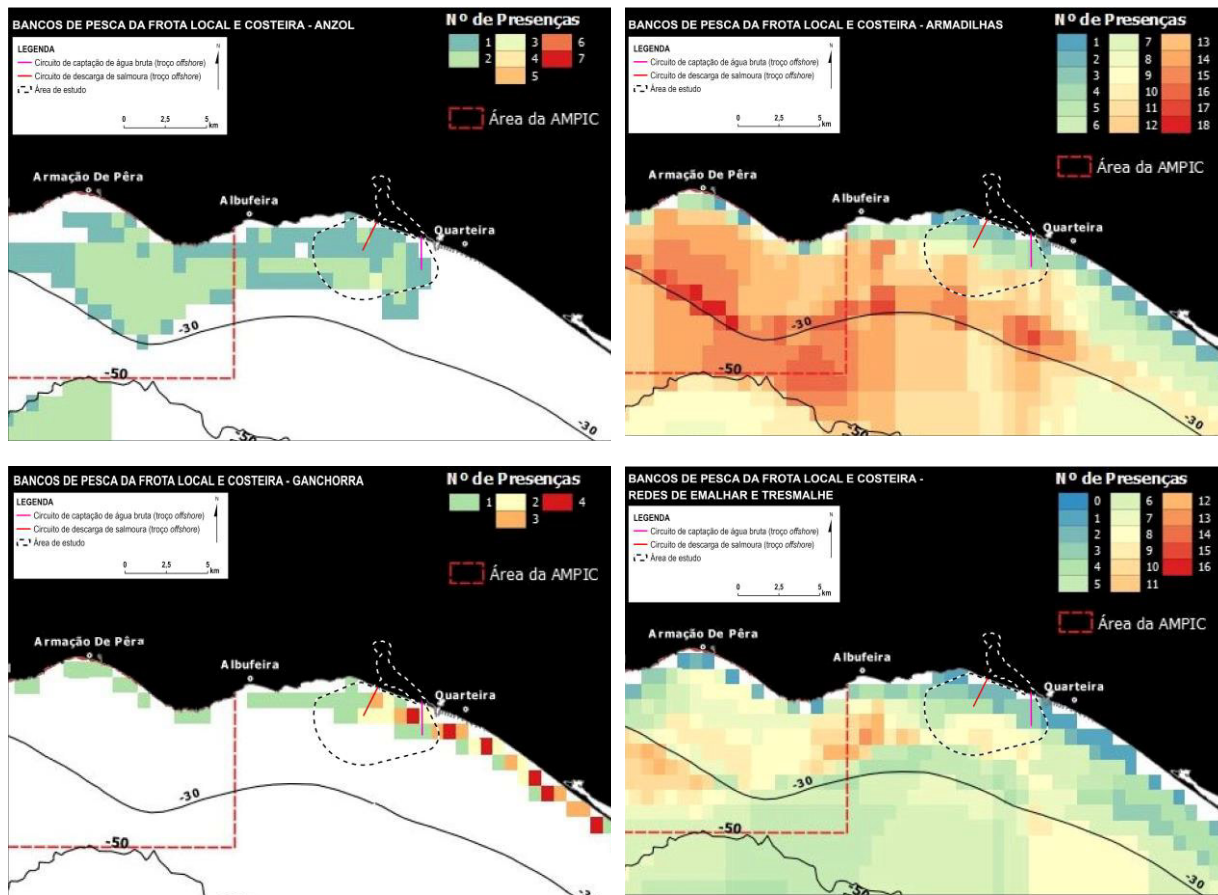 BANCOS DE PESCA DA FROTA LOCAL E COSTEIRA - ANZOL
LEGENDA
N
Circuito de captação de água bruta (troço offshore)
Circuito de descarga de salmoura (troço offshore)
Área de estudo
0 2,5 5
km
Nº de Presenças
1 3 6
2 4 7
5
Área da AMPIC
Armação De Pêra
Albufeira
Quarteira
-30
-50
-50
-30
BANCOS DE PESCA DA FROTA LOCAL E COSTEIRA - ARMADILHAS
LEGENDA
N
Circuito de captação de água bruta (troço offshore)
Circuito de descarga de salmoura (troço offshore)
Área de estudo
0 2,5 5
km
Nº de Presenças
1 7 13
2 8 14
3 9 15
4 10 16
5 11 17
6 12 18
Área da AMPIC
Armação De Pêra
Albufeira
Quarteira
-30
-50
-50
-30
BANCOS DE PESCA DA FROTA LOCAL E COSTEIRA - GANCHORRA
LEGENDA
N
Circuito de captação de água bruta (troço offshore)
Circuito de descarga de salmoura (troço offshore)
Área de estudo
0 2,5 5
km
Nº de Presenças
1 2 4
3
Área da AMPIC
Armação De Pêra
Albufeira
Quarteira
-30
-50
-50
-30
BANCOS DE PESCA DA FROTA LOCAL E COSTEIRA -
REDES DE EMALHAR E TRESMALHE
LEGENDA
N
Circuito de captação de água bruta (troço offshore)
Circuito de descarga de salmoura (troço offshore)
Área de estudo
0 2,5 5
km
Nº de Presenças
0 6 12
1 7 13
2 8 14
3 9 15
4 10 16
5 11
Área da AMPIC
Armação De Pêra
Albufeira
Quarteira
-30
-50
-50
-30